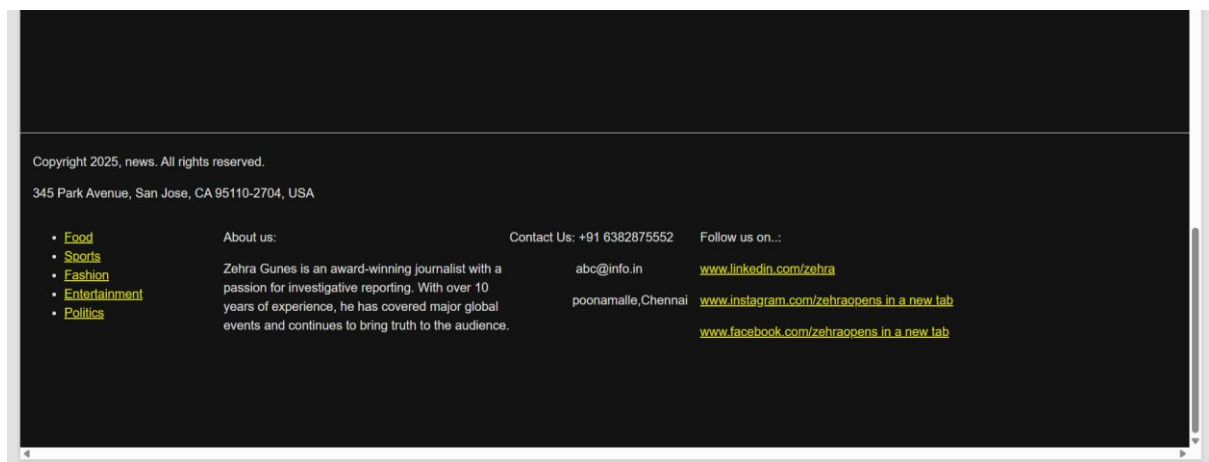 Copyright 2025, news. All rights reserved.
345 Park Avenue, San Jose, CA 95110-2704, USA
Food
Sports
Fashion
Entertainment
Politics
About us:
Zehra Gunes is an award-winning journalist with a
passion for investigative reporting. With over 10
years of experience, he has covered major global
events and continues to bring truth to the audience.
Contact Us: +91 6382875552
abc@info.in
poonamalle,Chennai
Follow us on..:
www.linkedin.com/zehra
www.instagram.com/zehraopens in a new tab
www.facebook.com/zehraopens in a new tab